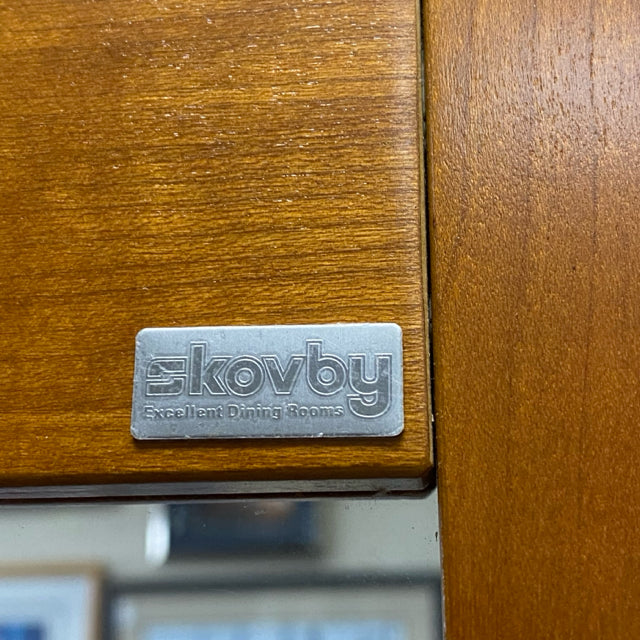 skovby
Excellent Dining Rooms